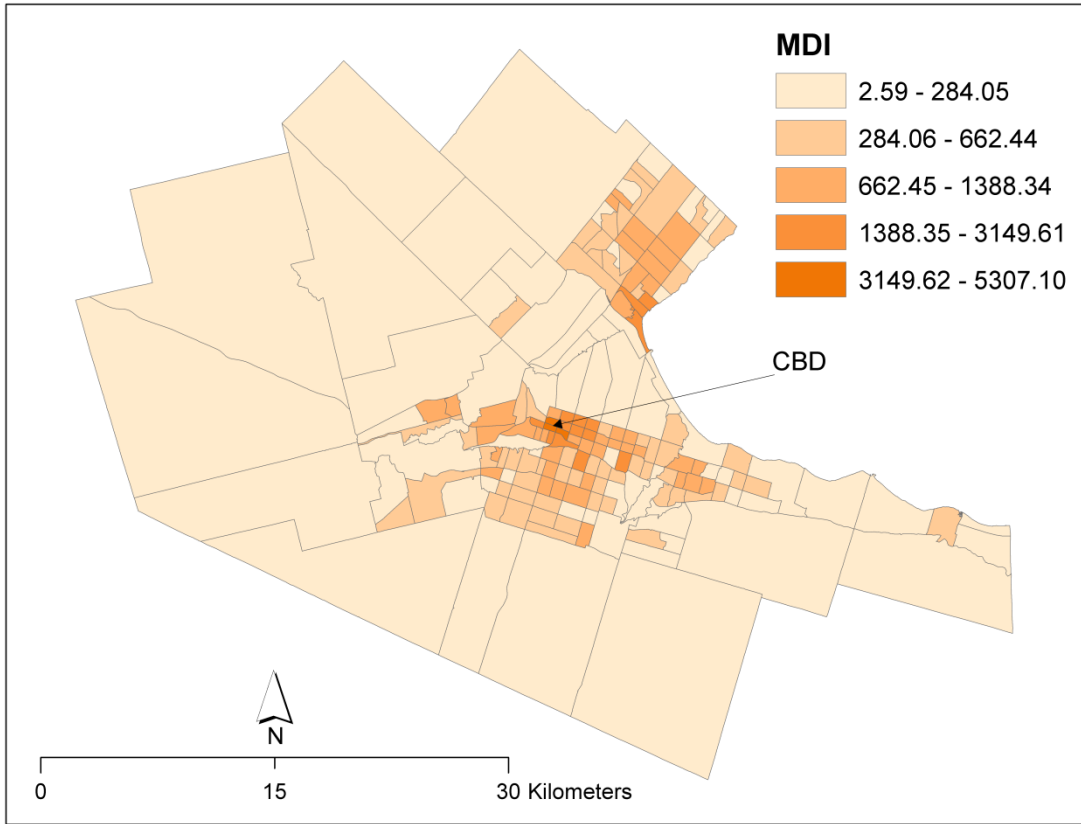 MDI
2.59 - 284.05
284.06 - 662.44
662.45 - 1388.34
1388.35 - 3149.61
3149.62 - 5307.10
CBD
N
0 15 30 Kilometers